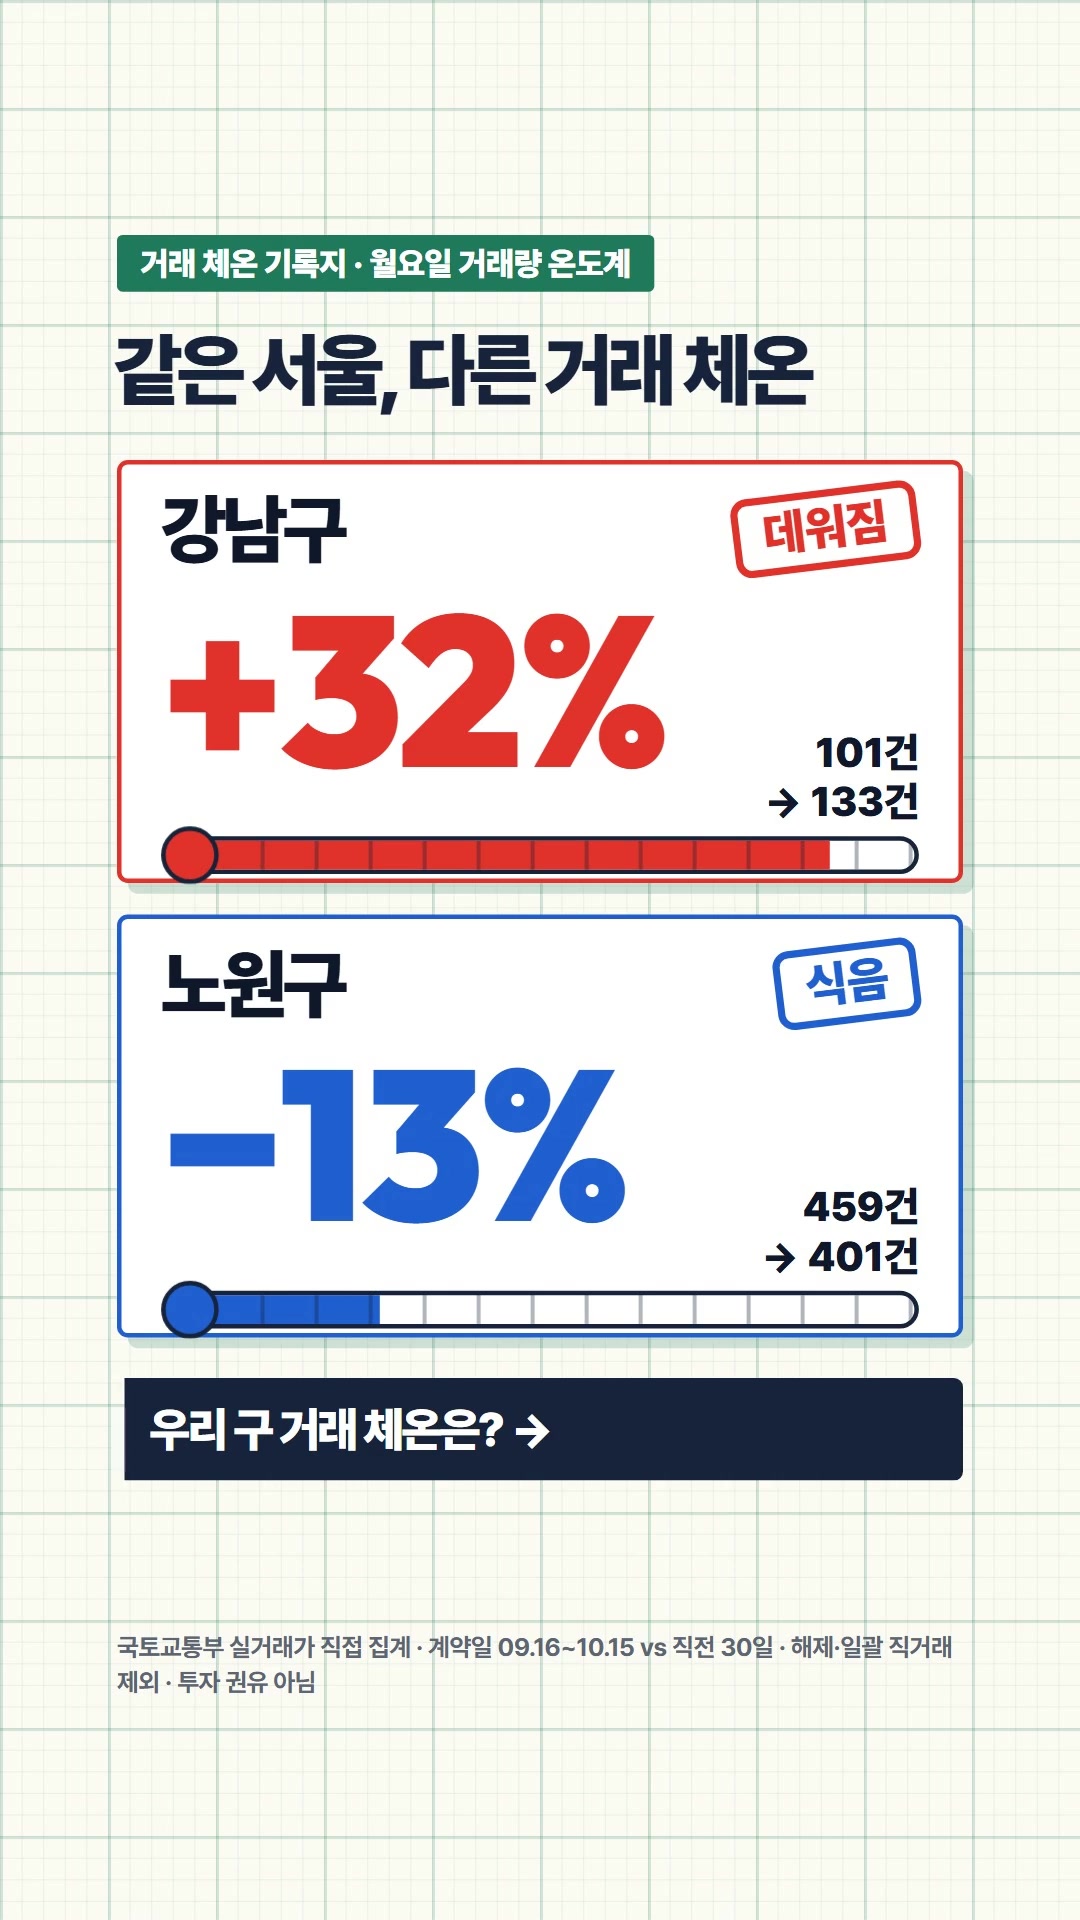 거래 체온 기록지 · 월요일 거래량 온도계
같은 서울, 다른 거래 체온
강남구
데워짐
+32%
101건
→ 133건
노원구
식음
−13%
459건
→ 401건
우리 구 거래 체온은? →
국토교통부 실거래가 직접 집계 · 계약일 09.16~10.15 vs 직전 30일 · 해제·일괄 직거래
제외 · 투자 권유 아님